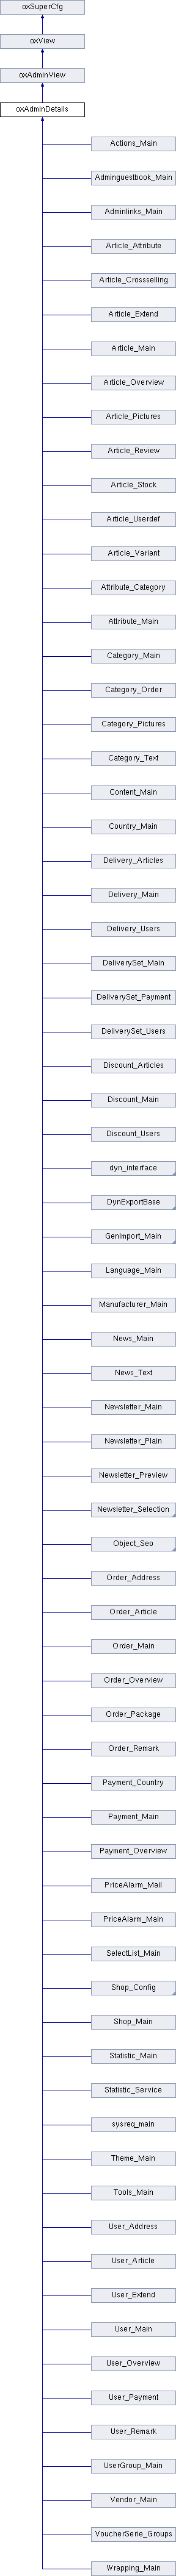 oxSuperCfg
oxView
oxAdminView
oxAdminDetails
Actions_Main
Adminguestbook_Main
Adminlinks_Main
Article_Attribute
Article_Crossselling
Article_Extend
Article_Main
Article_Overview
Article_Pictures
Article_Review
Article_Stock
Article_Userdef
Article_Variant
Attribute_Category
Attribute_Main
Category_Main
Category_Order
Category_Pictures
Category_Text
Content_Main
Country_Main
Delivery_Articles
Delivery_Main
Delivery_Users
DeliverySet_Main
DeliverySet_Payment
DeliverySet_Users
Discount_Articles
Discount_Main
Discount_Users
dyn_interface
DynExportBase
GenImport_Main
Language_Main
Manufacturer_Main
News_Main
News_Text
Newsletter_Main
Newsletter_Plain
Newsletter_Preview
Newsletter_Selection
Object_Seo
Order_Address
Order_Article
Order_Main
Order_Overview
Order_Package
Order_Remark
Payment_Country
Payment_Main
Payment_Overview
PriceAlarm_Mail
PriceAlarm_Main
SelectList_Main
Shop_Config
Shop_Main
Statistic_Main
Statistic_Service
sysreq_main
Theme_Main
Tools_Main
User_Address
User_Article
User_Extend
User_Main
User_Overview
User_Payment
User_Remark
UserGroup_Main
Vendor_Main
VoucherSerie_Groups
Wrapping_Main